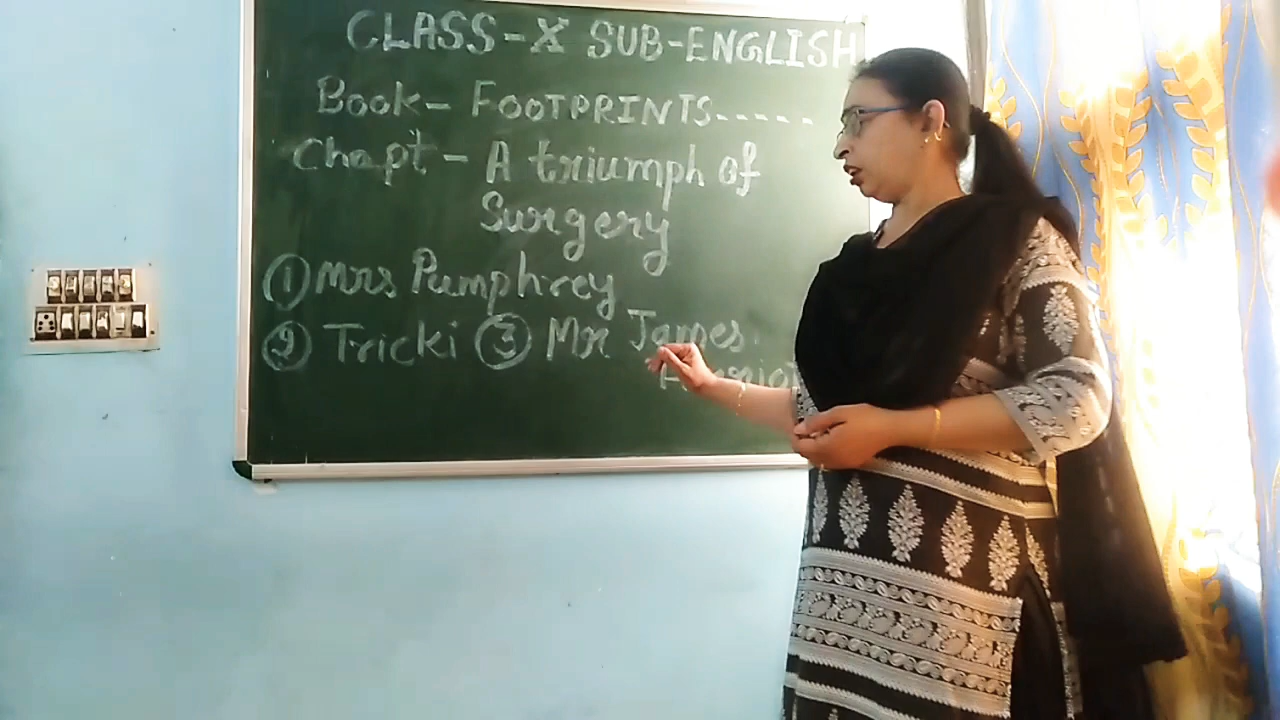 CLASS-X SUB-ENGLISH
Book- FOOTPRINTS-----
Chapt- A triumph of
Surgery
① Mrs Pumphrey
② Tricki ③ Mr James